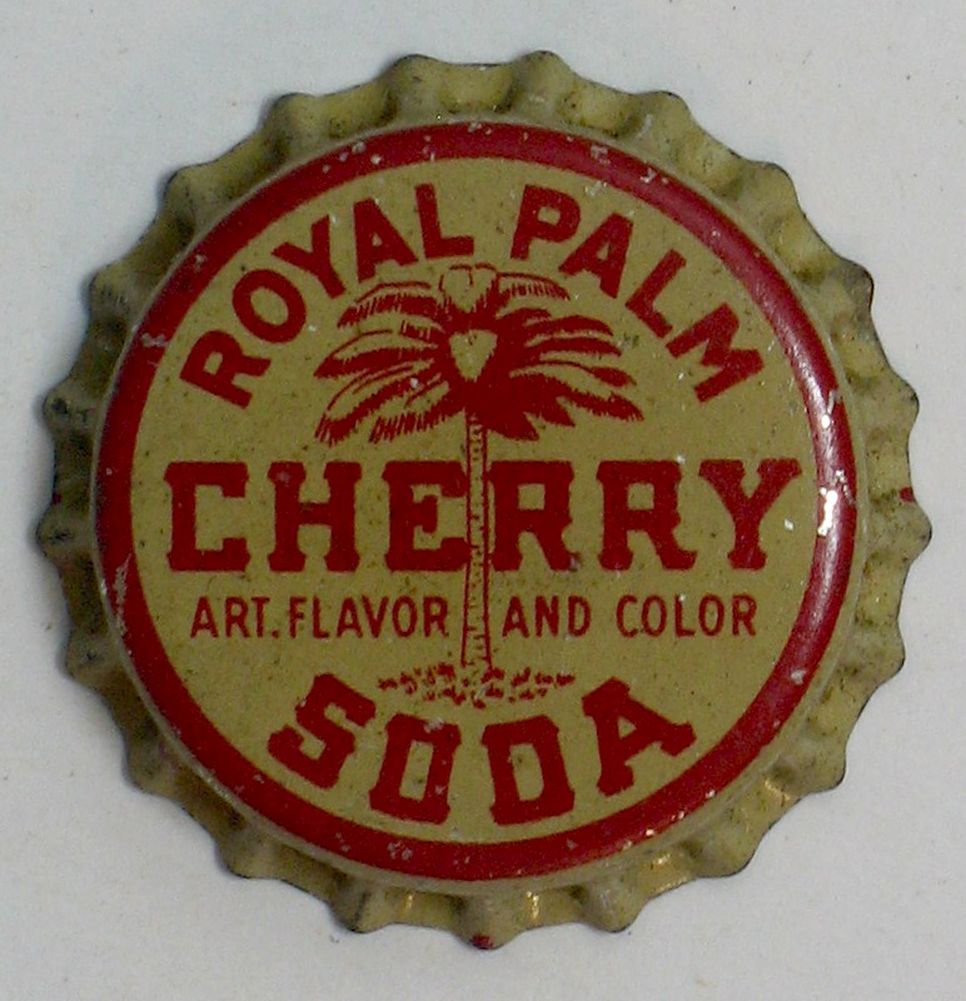 ROYAL PALM
CHERRY
ART. FLAVOR AND COLOR
SODA